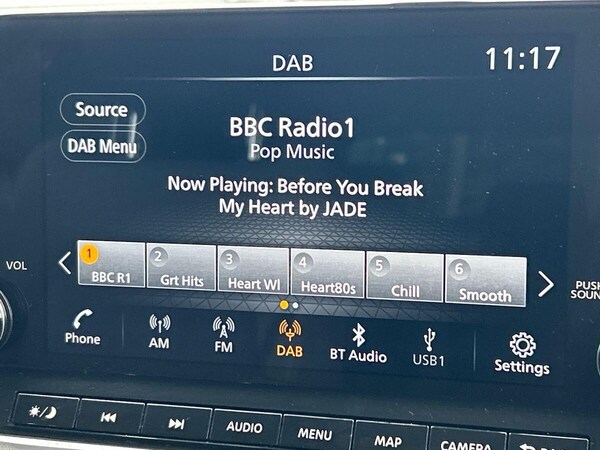 DAB
11:17
Source
DAB Menu
BBC Radio1
Pop Music
Now Playing: Before You Break
My Heart by JADE
1
BBC R1
2
Grt Hits
3
Heart Wl
4
Heart80s
5
Chill
6
Smooth
VOL
PUSH
SOUN
Phone
AM
FM
DAB
BT Audio
USB1
Settings
AUDIO
MENU
MAP
CAMERA